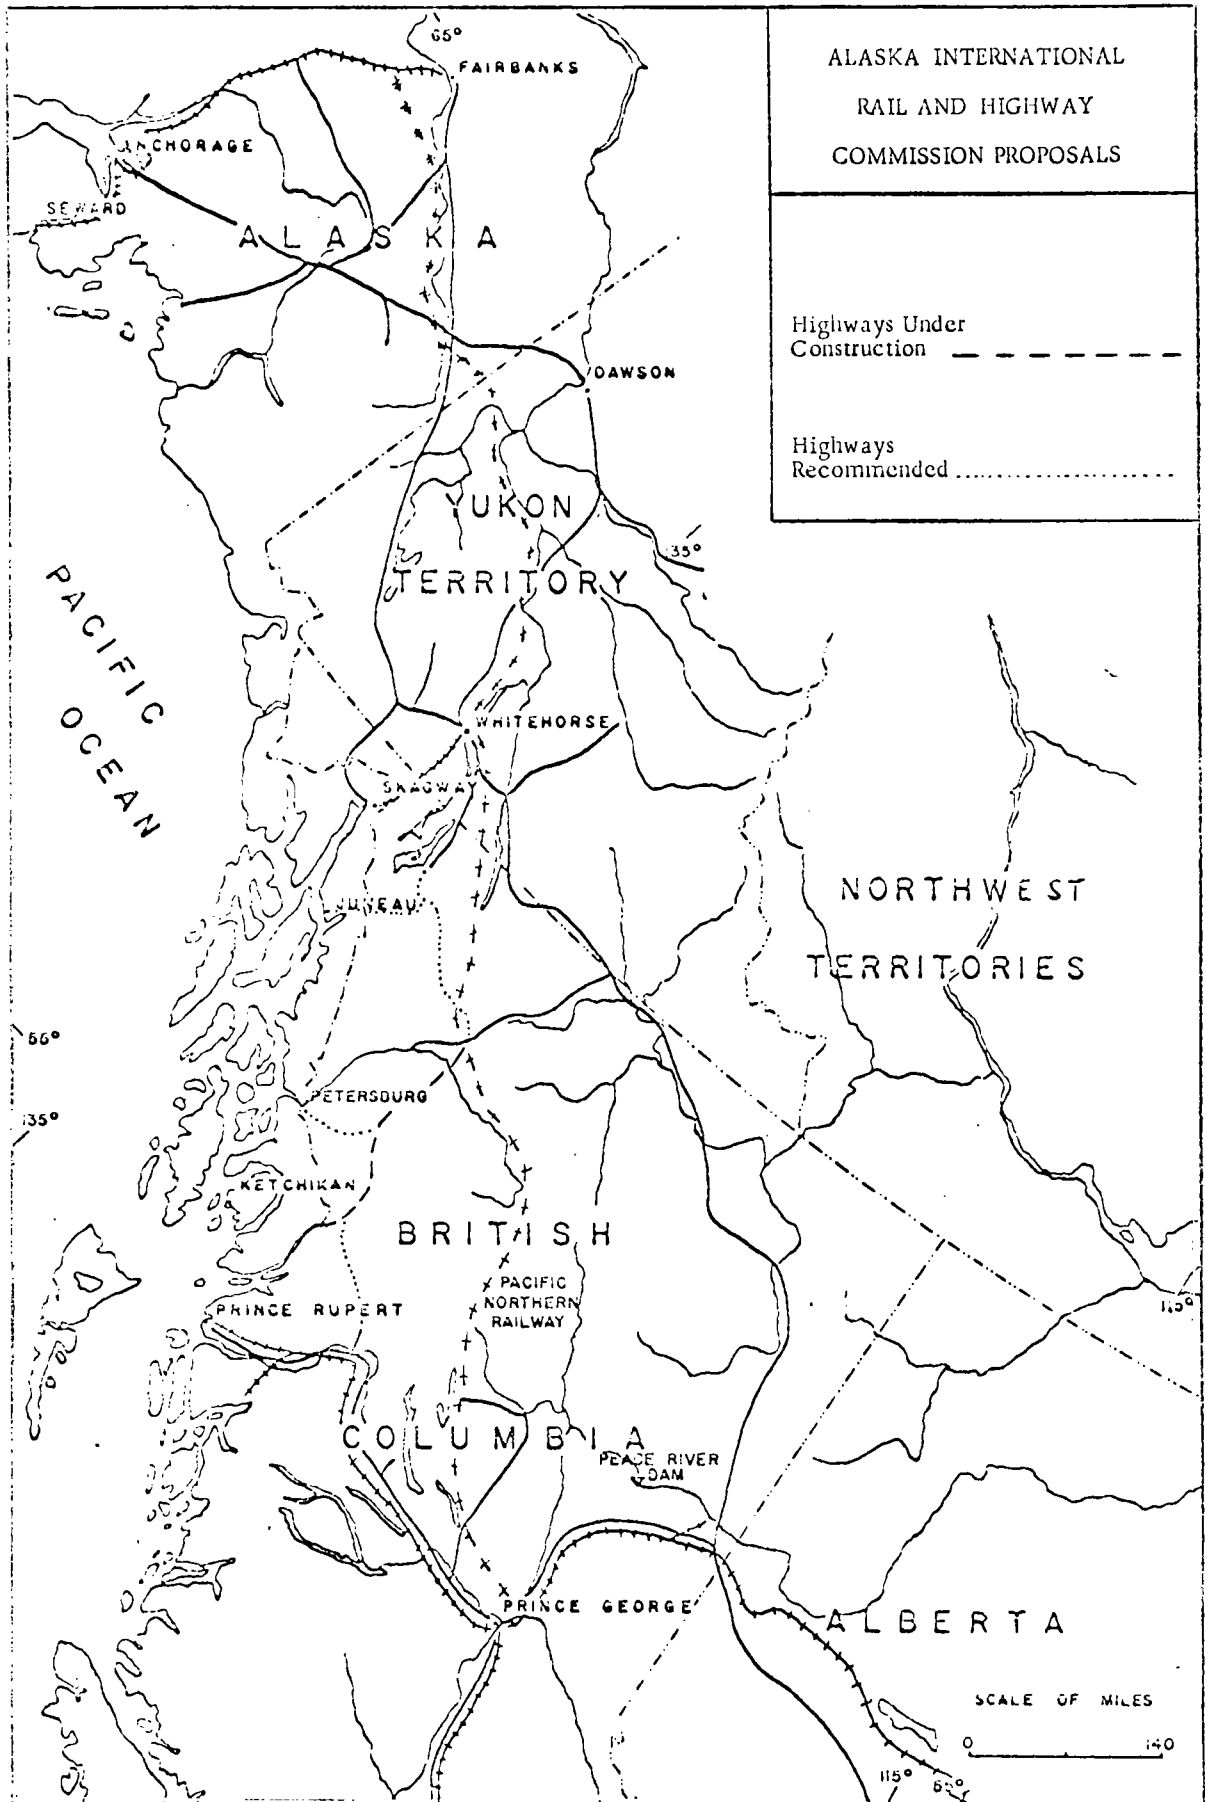 ALASKA INTERNATIONAL
RAIL AND HIGHWAY
COMMISSION PROPOSALS
Highways Under
Construction
Highways
Recommended
65°
FAIRBANKS
ANCHORAGE
SEWARD
ALASKA
DAWSON
YUKON
TERRITORY
135°
PACIFIC
OCEAN
WHITEHORSE
SKAGWAY
JUNEAU
NORTHWEST
TERRITORIES
55°
135°
PETERSBURG
KETCHIKAN
BRITISH
PACIFIC
NORTHERN
RAILWAY
PRINCE RUPERT
115°
COLUMBIA
PEACE RIVER
DAM
PRINCE GEORGE
ALBERTA
SCALE OF MILES
0 140
115° 55°